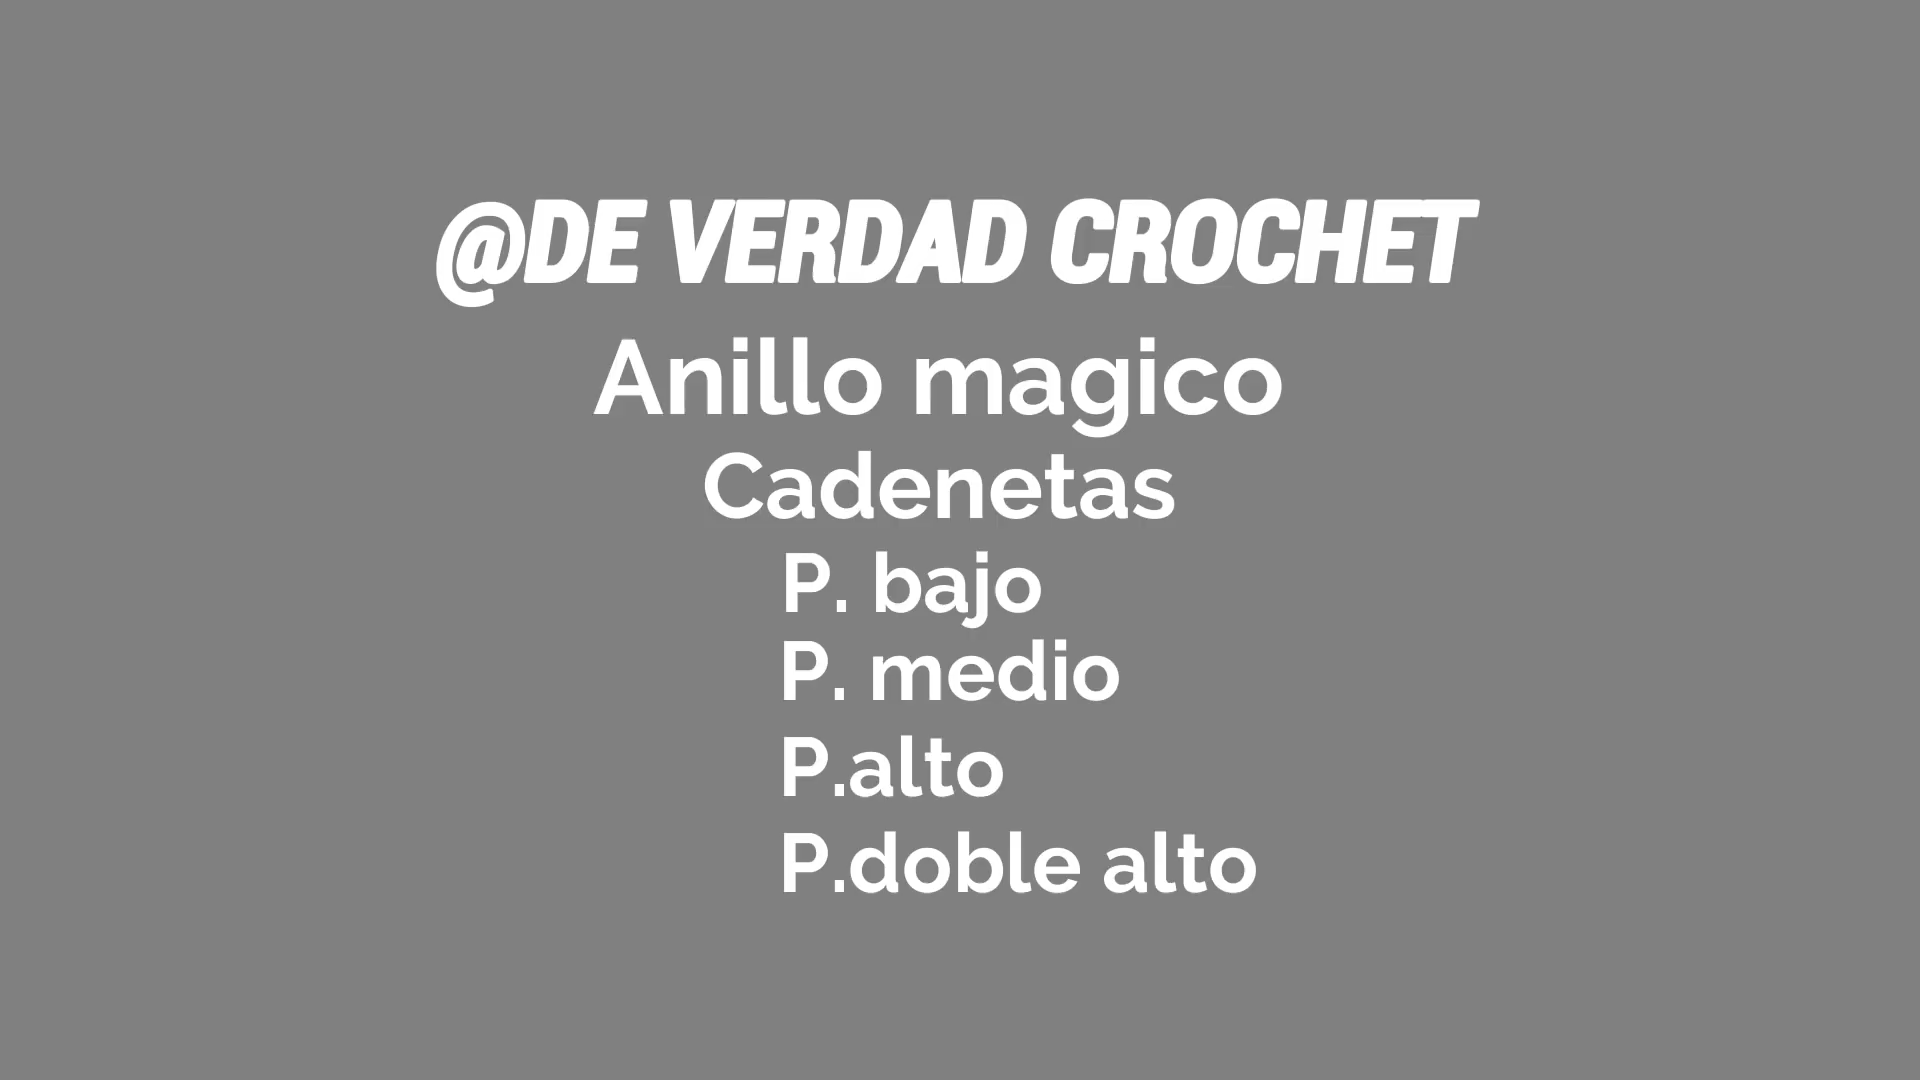 @DE VERDAD CROCHET
Anillo magico
Cadenetas
P. bajo
P. medio
P.alto
P.doble alto